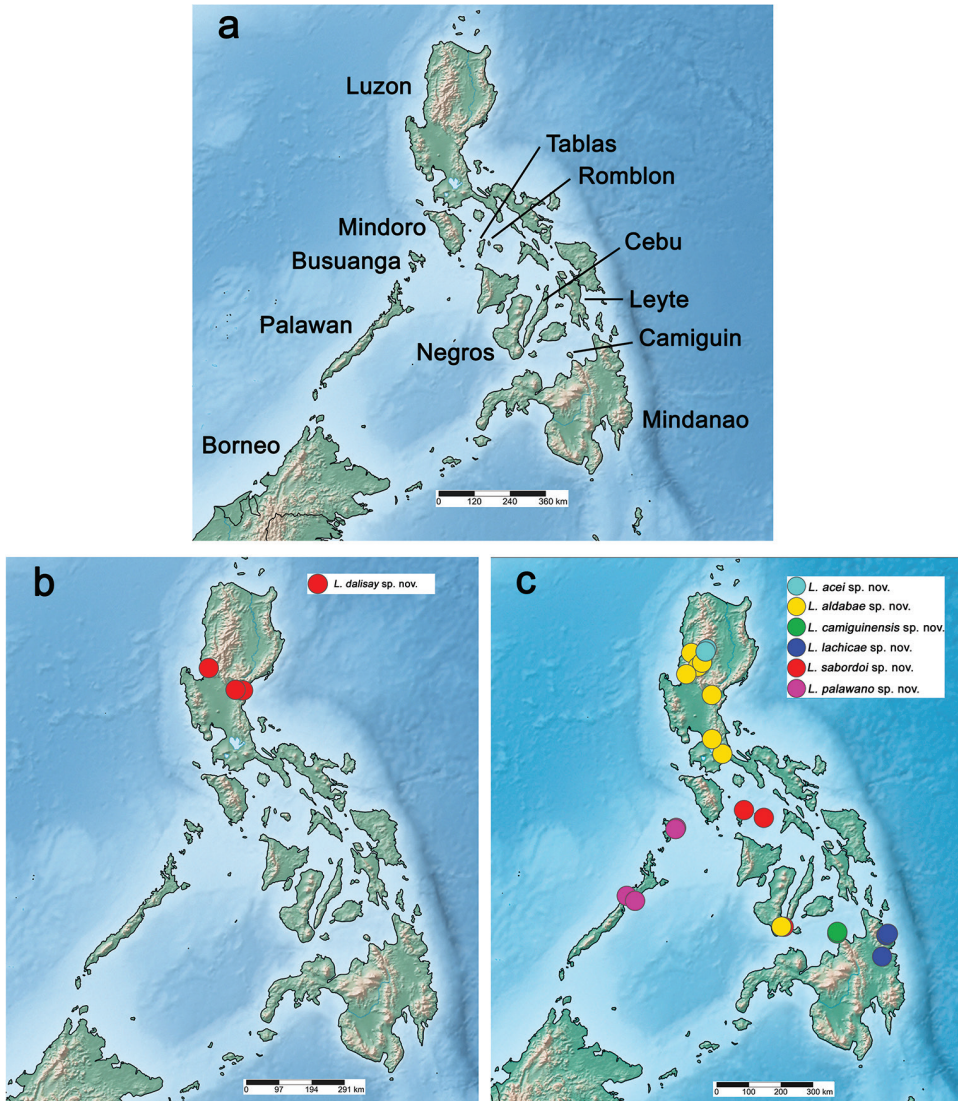 a
Luzon
Tablas
Romblon
Mindoro
Cebu
Busuanga
Leyte
Palawan
Camiguin
Negros
Mindanao
Borneo
0 120 240 360 km
b
L. dalisay sp. nov.
0 97 194 291 km
c
L. acei sp. nov.
L. aldabae sp. nov.
L. camiguinensis sp. nov.
L. lachicae sp. nov.
L. sabordoi sp. nov.
L. palawano sp. nov.
0 100 200 300 km